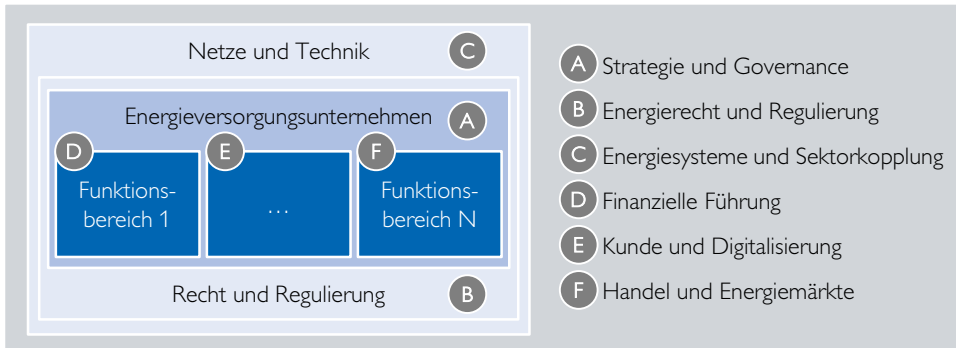 Netze und Technik C
Energieversorgungsunternehmen A
D E F
Funktions-
bereich 1
...
Funktions-
bereich N
Recht und Regulierung B
A Strategie und Governance
B Energierecht und Regulierung
C Energiesysteme und Sektorkopplung
D Finanzielle Führung
E Kunde und Digitalisierung
F Handel und Energiemärkte